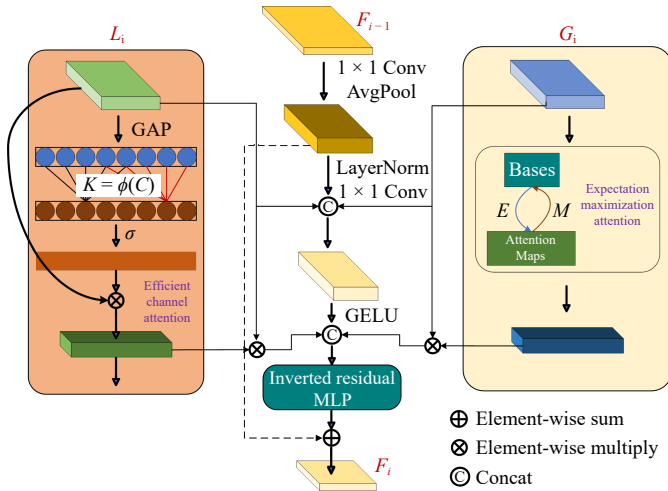 L_i
F_{i−1}
G_i
1 × 1 Conv
AvgPool
GAP
K = ϕ(C)
σ
Efficient
channel
attention
LayerNorm
1 × 1 Conv
C
GELU
C
Inverted residual
MLP
F_i
Bases
E
M
Attention
Maps
Expectation
maximization
attention
Element-wise sum
Element-wise multiply
C Concat